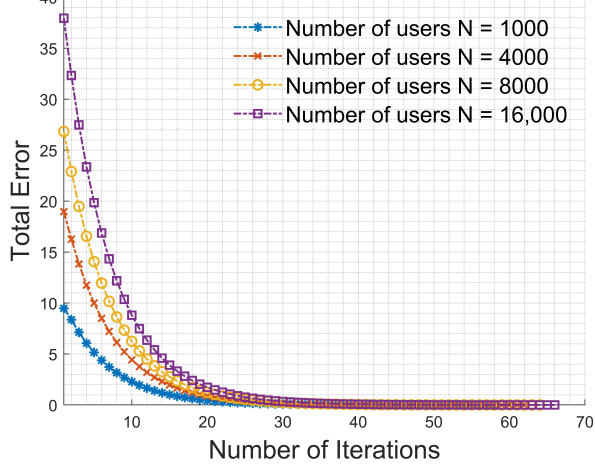 40
Number of users N = 1000
Number of users N = 4000
35
Number of users N = 8000
30
Number of users N = 16,000
25
20
15
10
5
0
Total Error
10 20 30 40 50 60 70
Number of Iterations